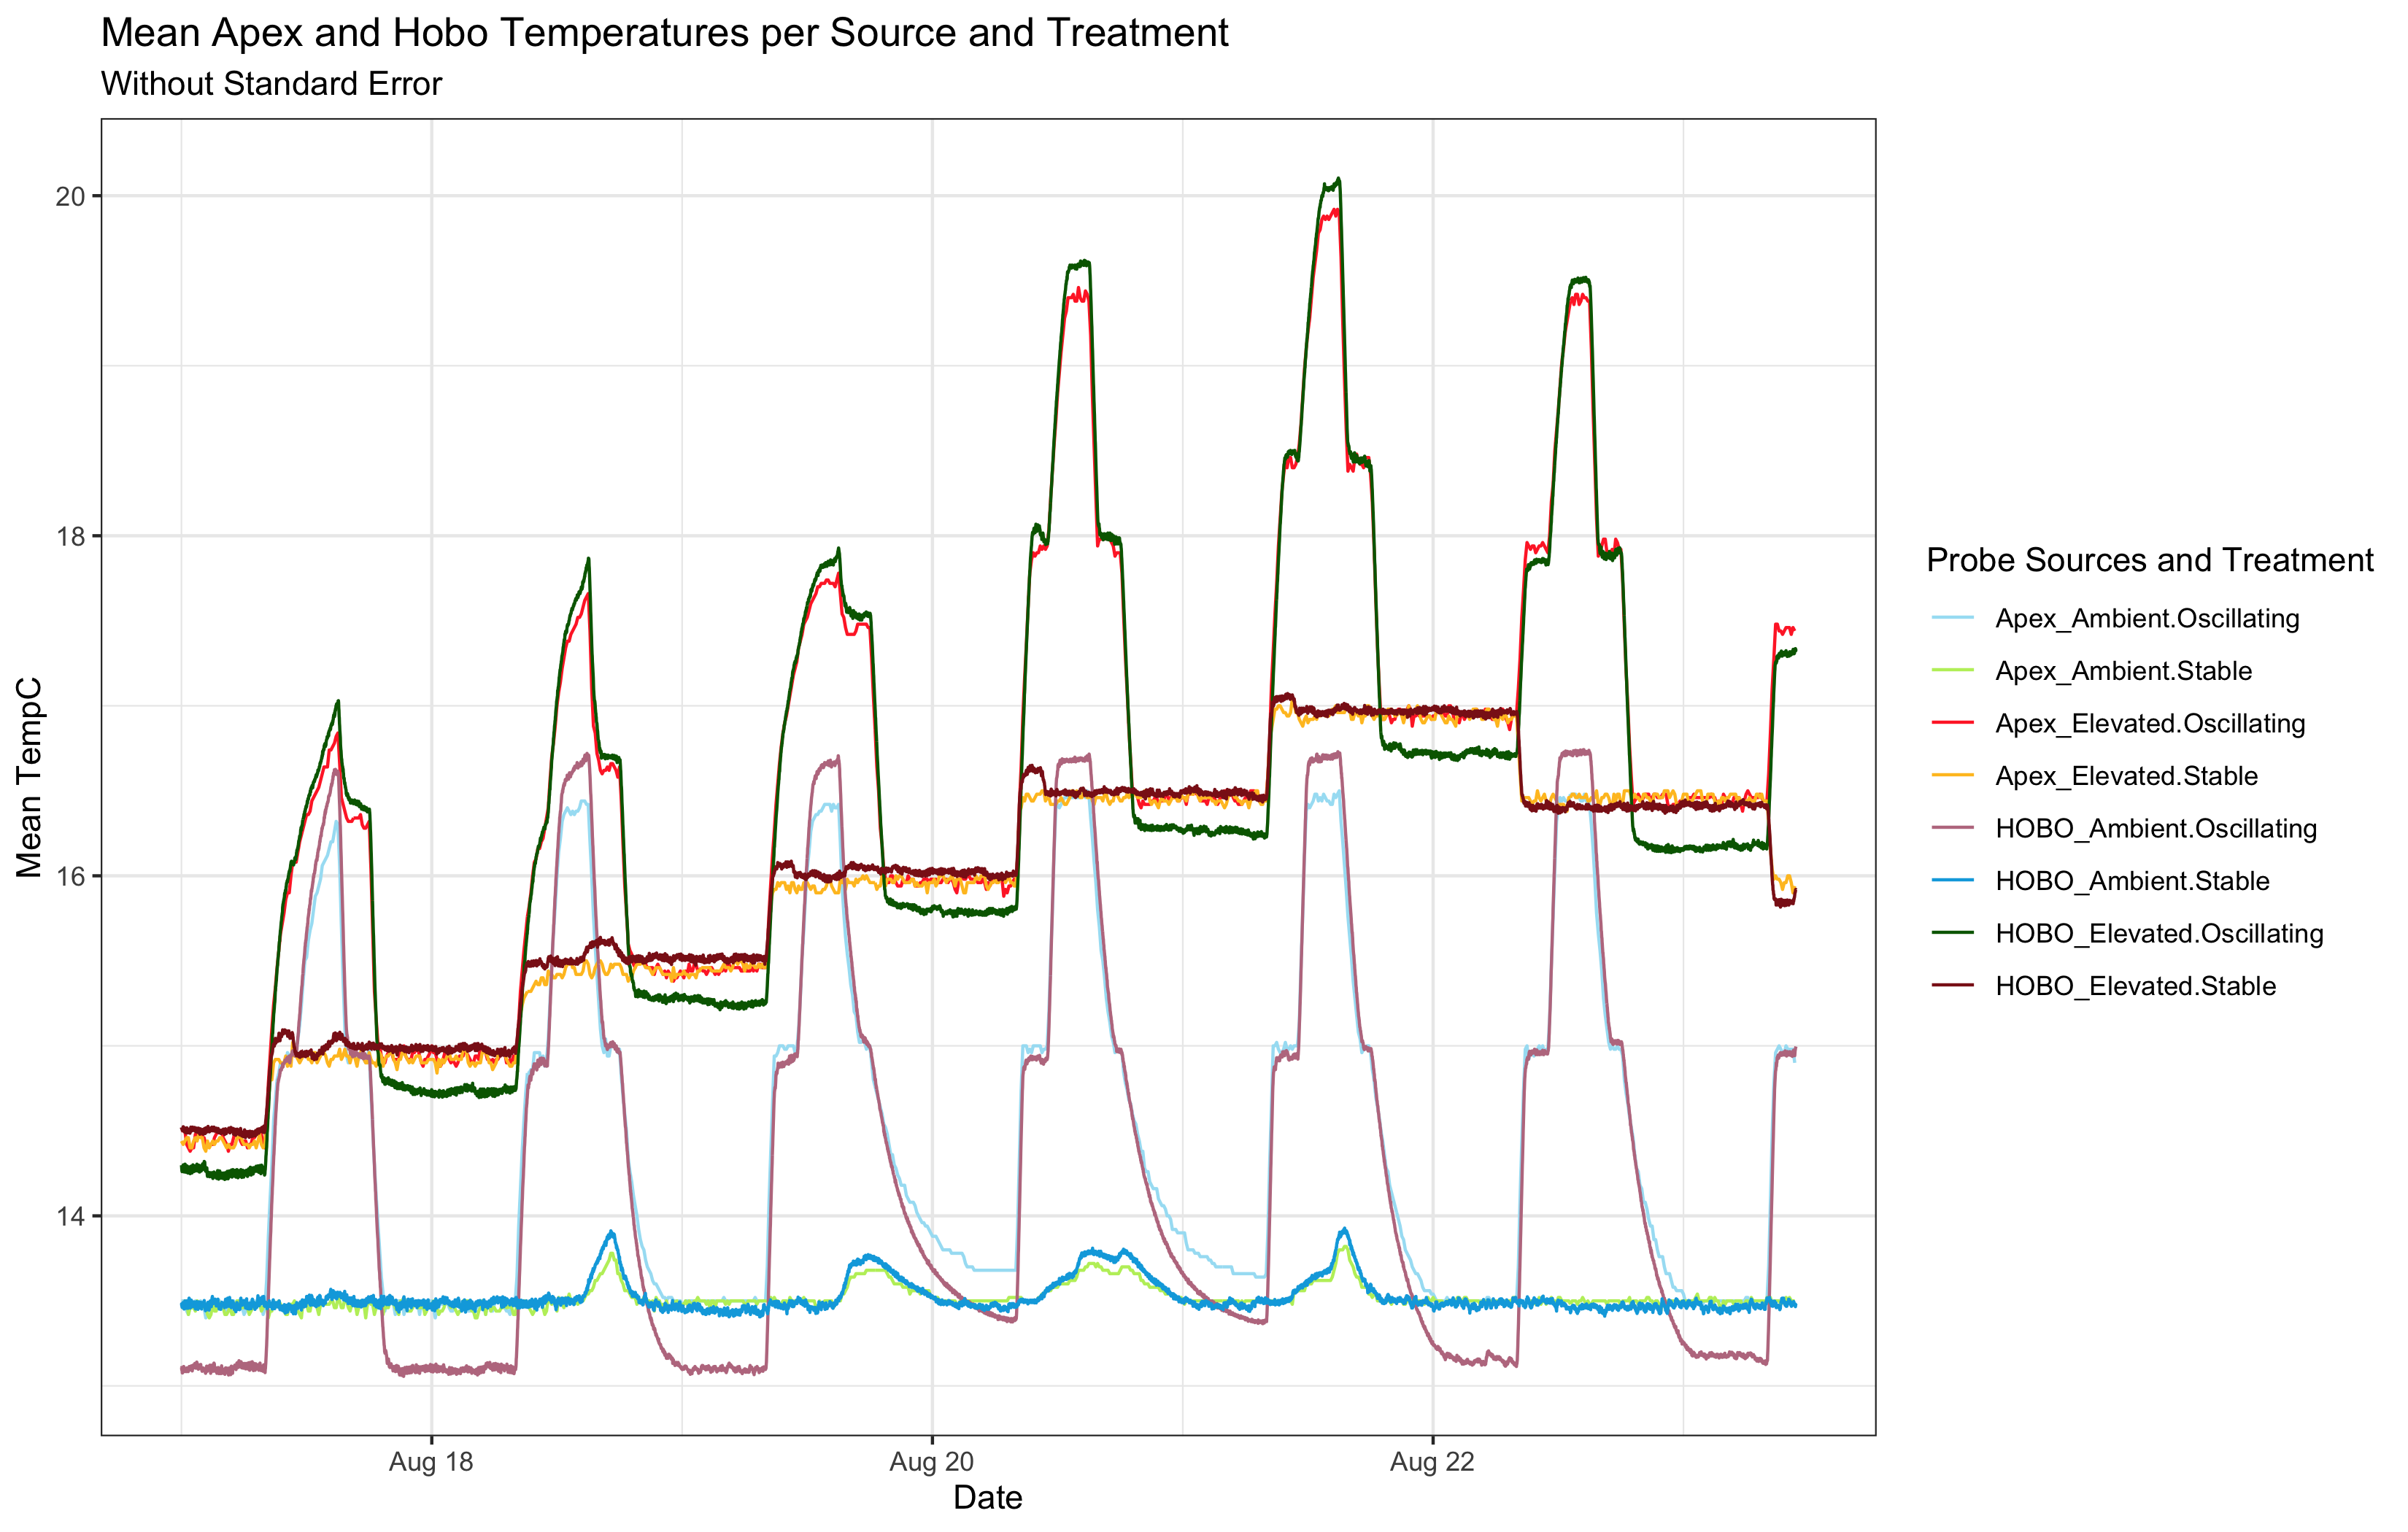 Mean Apex and Hobo Temperatures per Source and Treatment
Without Standard Error
Mean TempC
20
18
16
14
Aug 18
Aug 20
Aug 22
Date
Probe Sources and Treatment
Apex_Ambient.Oscillating
Apex_Ambient.Stable
Apex_Elevated.Oscillating
Apex_Elevated.Stable
HOBO_Ambient.Oscillating
HOBO_Ambient.Stable
HOBO_Elevated.Oscillating
HOBO_Elevated.Stable